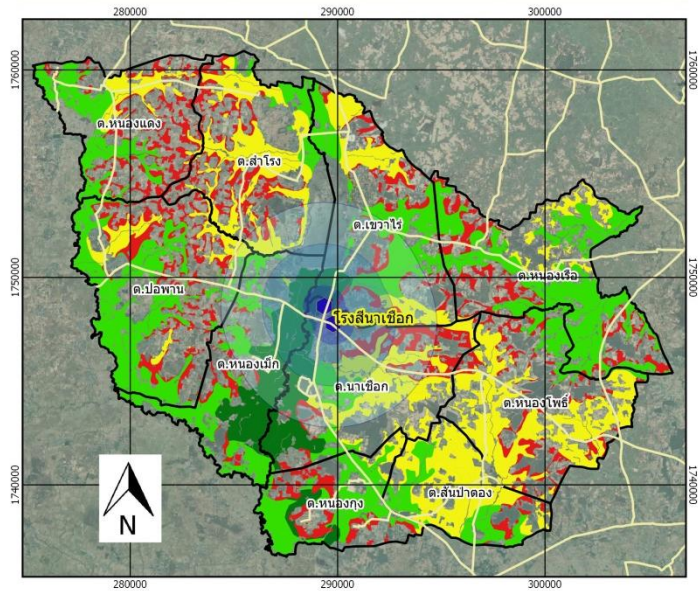 280000
290000
300000
1760000
1760000
ต.หนองแดง
ต.สำโรง
ต.เขวาไร่
ต.หนองเรือ
1750000
1750000
ต.ปอพาน
โรงสีนาเชือก
ต.หนองเม็ก
ต.นาเชือก
ต.หนองโพธิ์
1740000
1740000
ต.สันป่าตอง
ต.หนองกุง
N
280000
290000
300000